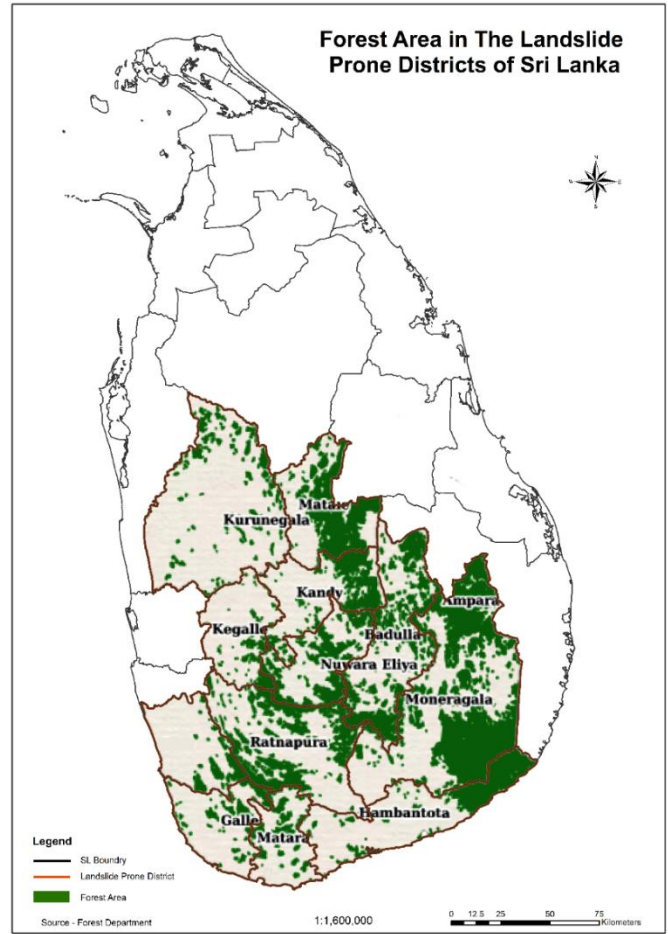 Forest Area in The Landslide
Prone Districts of Sri Lanka
N
E
S
Matale
Kurunegala
Kandy
Ampara
Kegalle
Badulla
Nuwara Eliya
Moneragala
Ratnapura
Hambantota
Galle
Matara
Legend
SL Boundry
Landslide Prone District
Forest Area
Source - Forest Department
1:1,600,000
0 12.5 25 50 75
Kilometers